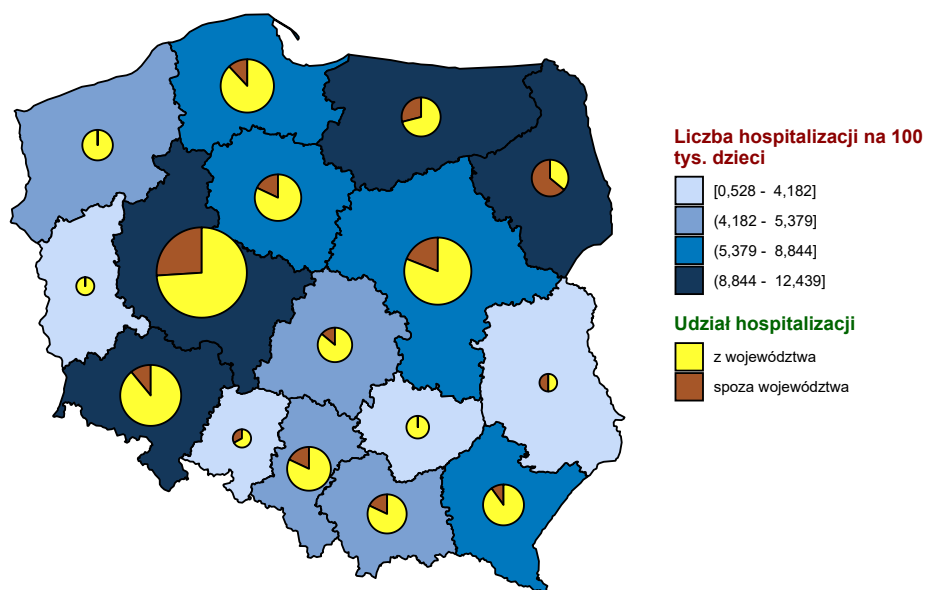 Liczba hospitalizacji na 100
tys. dzieci
[0,528 - 4,182]
(4,182 - 5,379]
(5,379 - 8,844]
(8,844 - 12,439]
Udział hospitalizacji
z województwa
spoza województwa